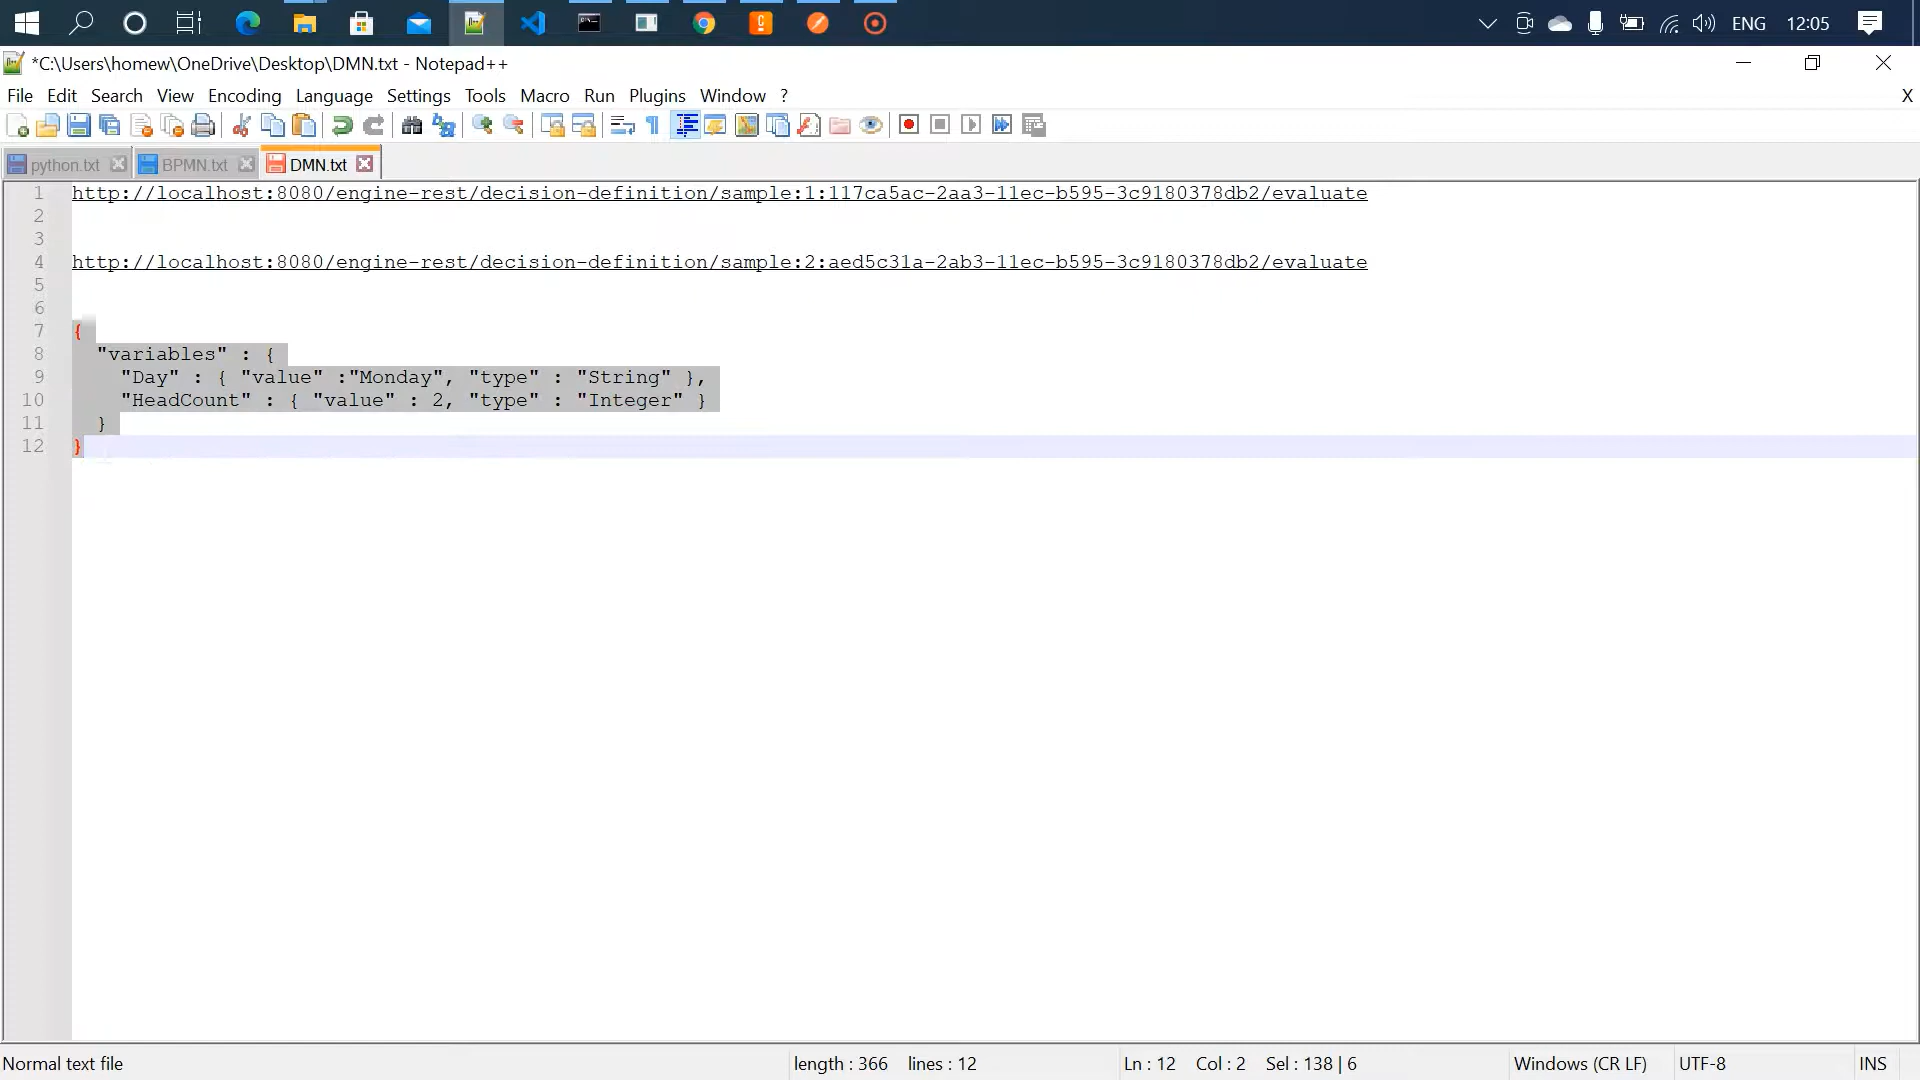 ENG 12:05
*C:\Users\homew\OneDrive\Desktop\DMN.txt - Notepad++
File Edit Search View Encoding Language Settings Tools Macro Run Plugins Window ? X
python.txt BPMN.txt DMN.txt
1 http://localhost:8080/engine-rest/decision-definition/sample:1:117ca5ac-2aa3-11ec-b595-3c9180378db2/evaluate
2
3
4 http://localhost:8080/engine-rest/decision-definition/sample:2:aed5c31a-2ab3-11ec-b595-3c9180378db2/evaluate
5
6
7 {
8 "variables" : {
9 "Day" : { "value" :"Monday", "type" : "String" },
10 "HeadCount" : { "value" : 2, "type" : "Integer" }
11 }
12 }
Normal text file length : 366 lines : 12 Ln : 12 Col : 2 Sel : 138 | 6 Windows (CR LF) UTF-8 INS